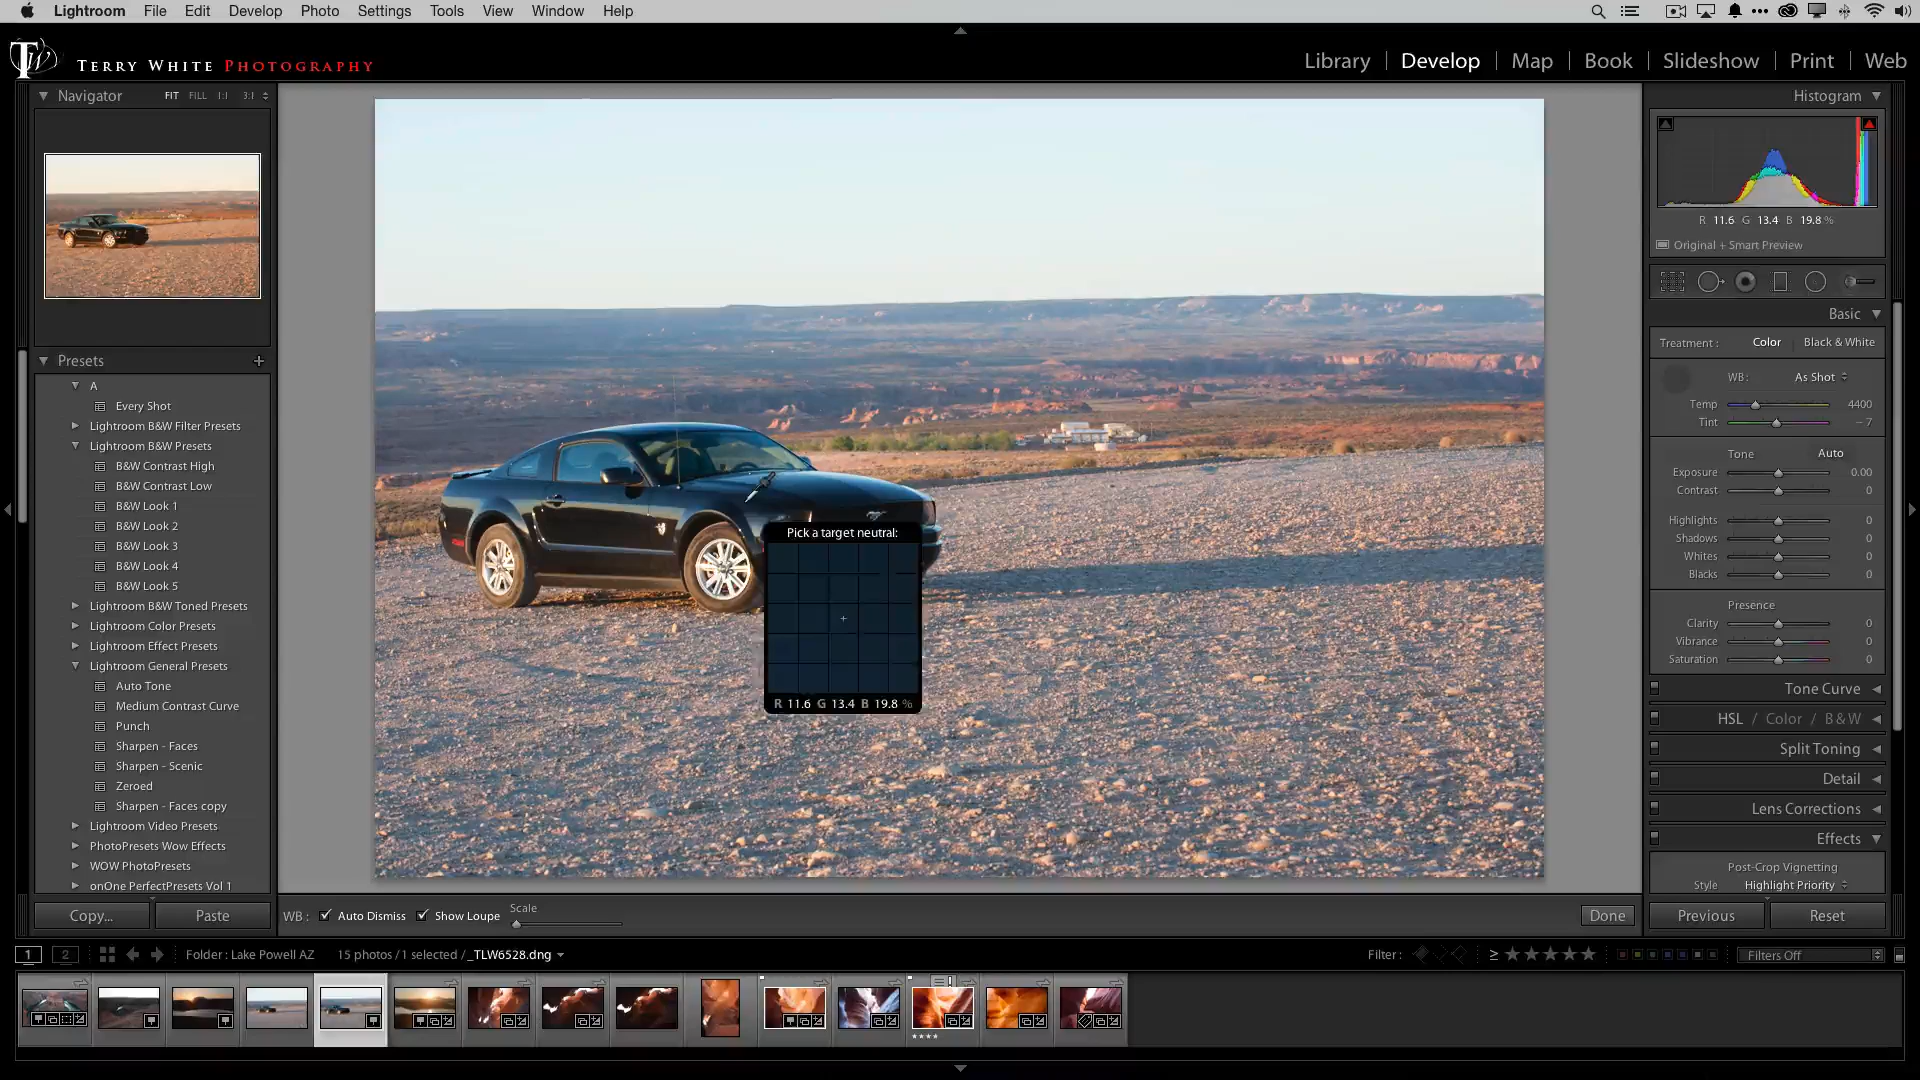 Lightroom File Edit Develop Photo Settings Tools View Window Help
TERRY WHITE PHOTOGRAPHY
Library Develop Map Book Slideshow Print Web
Navigator FIT FILL 1:1 3:1
Presets +
A
Every Shot
Lightroom B&W Filter Presets
Lightroom B&W Presets
B&W Contrast High
B&W Contrast Low
B&W Look 1
B&W Look 2
B&W Look 3
B&W Look 4
B&W Look 5
Lightroom B&W Toned Presets
Lightroom Color Presets
Lightroom Effect Presets
Lightroom General Presets
Auto Tone
Medium Contrast Curve
Punch
Sharpen - Faces
Sharpen - Scenic
Zeroed
Sharpen - Faces copy
Lightroom Video Presets
PhotoPresets Wow Effects
WOW PhotoPresets
onOne PerfectPresets Vol 1
Copy... Paste
Pick a target neutral:
R 11.6 G 13.4 B 19.8 %
WB : Auto Dismiss Show Loupe Scale
Done
Histogram
R 11.6 G 13.4 B 19.8 %
Original + Smart Preview
Basic
Treatment : Color Black & White
WB : As Shot
Temp 4400
Tint – 7
Tone Auto
Exposure 0.00
Contrast 0
Highlights 0
Shadows 0
Whites 0
Blacks 0
Presence
Clarity 0
Vibrance 0
Saturation 0
Tone Curve
HSL / Color / B & W
Split Toning
Detail
Lens Corrections
Effects
Post-Crop Vignetting
Style Highlight Priority
Previous Reset
1 2 Folder : Lake Powell AZ 15 photos / 1 selected / _TLW6528.dng Filter : ≥ Filters Off